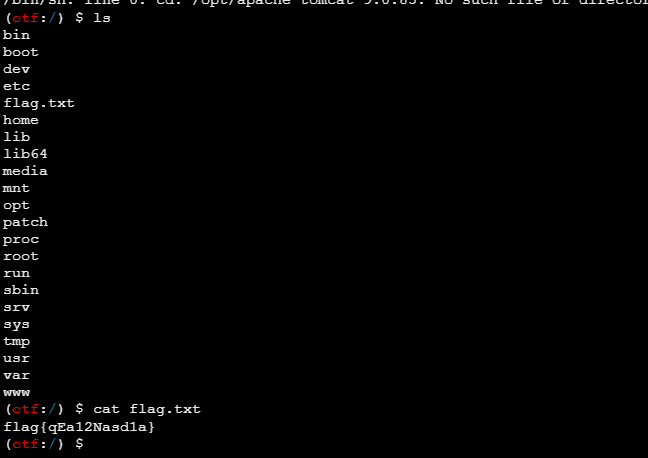 /bin/sh: line 0: cd: /opt/apache tomcat 9.0.85: No such file or director
(ctf:/) $ ls
bin
boot
dev
etc
flag.txt
home
lib
lib64
media
mnt
opt
patch
proc
root
run
sbin
srv
sys
tmp
usr
var
www
(ctf:/) $ cat flag.txt
flag{qEa12Nasd1a}
(ctf:/) $